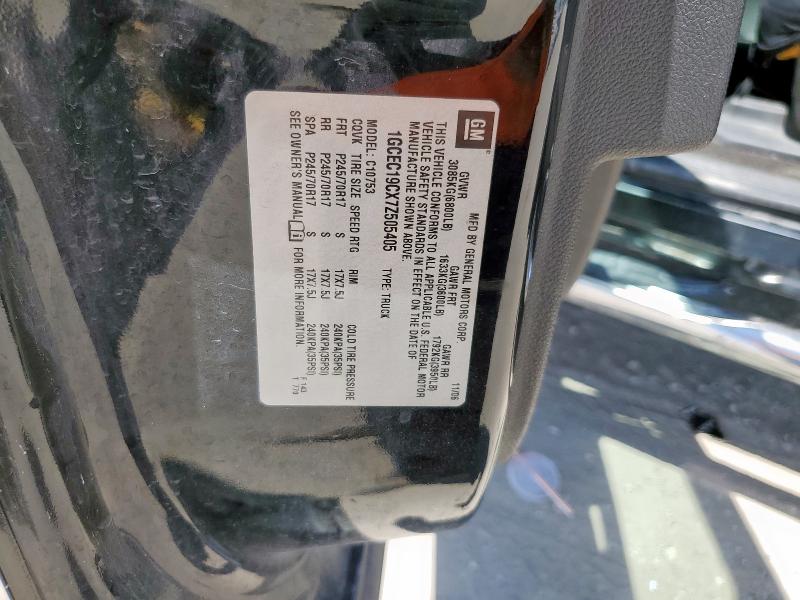 GM
MFD BY GENERAL MOTORS CORP. 11/06
GVWR GAWR FRT GAWR RR
3085KG(6800LB) 1633KG(3600LB) 1792KG(3950LB)
THIS VEHICLE CONFORMS TO ALL APPLICABLE U.S. FEDERAL MOTOR
VEHICLE SAFETY STANDARDS IN EFFECT ON THE DATE OF
MANUFACTURE SHOWN ABOVE.
1GCEC19CX7Z505405 TYPE: TRUCK
MODEL: C10753
CQVK TIRE SIZE SPEED RTG RIM COLD TIRE PRESSURE
FRT P245/70R17 S 17X7.5J 240KPA(35PSI)
RR P245/70R17 S 17X7.5J 240KPA(35PSI)
SPA P245/70R17 S 17X7.5J 240KPA(35PSI)
SEE OWNER'S MANUAL FOR MORE INFORMATION.